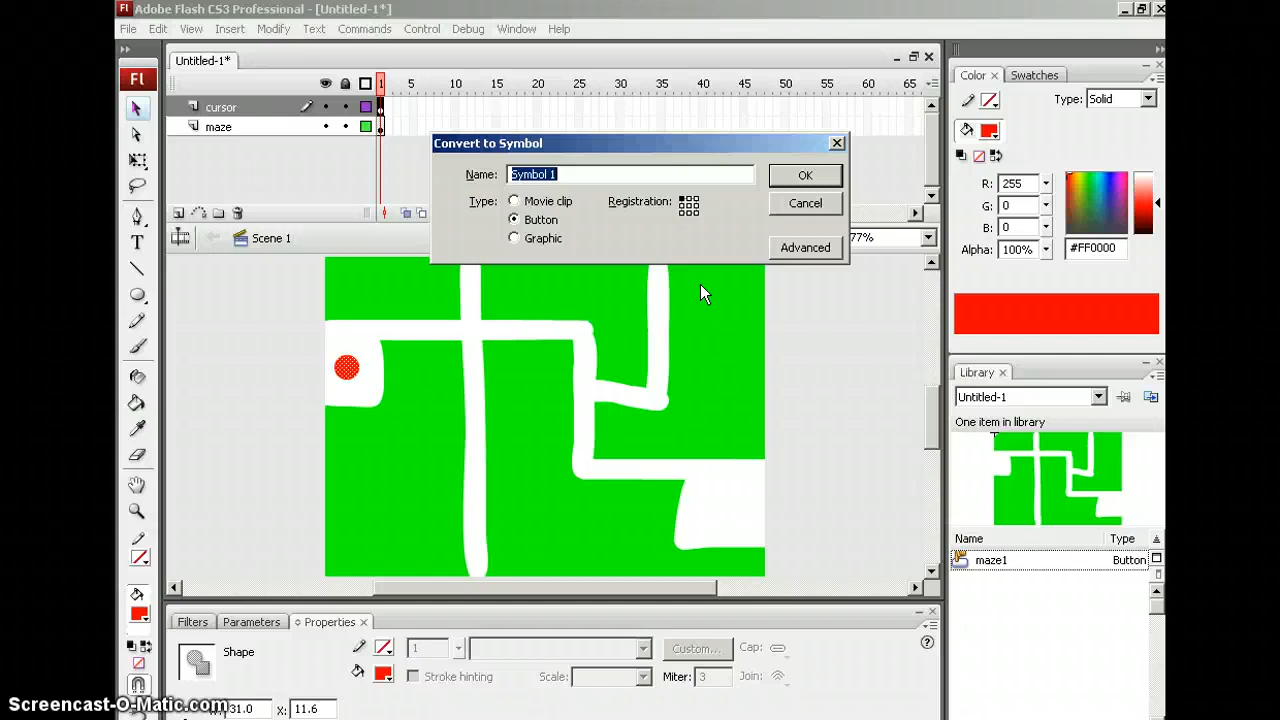 Fl Adobe Flash CS3 Professional - [Untitled-1*]
File Edit View Insert Modify Text Commands Control Debug Window Help
Untitled-1*
Fl
1 5 10 15 20 25 30 35 40 45 50 55 60 65
cursor
maze
Convert to Symbol
Name: Symbol 1
OK
Type: Movie clip
Registration:
Button
Cancel
Graphic
Advanced
Scene 1
77%
Color Swatches
Type: Solid
R: 255
G: 0
B: 0
Alpha: 100%
#FF0000
Library
Untitled-1
One item in library
Name Type
maze1 Button
Filters Parameters Properties
Shape
1
Custom...
Cap:
Stroke hinting
Scale:
Miter: 3
Join:
31.0 X: 11.6
Screencast-O-Matic.com